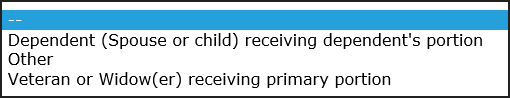 --
Dependent (Spouse or child) receiving dependent's portion
Other
Veteran or Widow(er) receiving primary portion